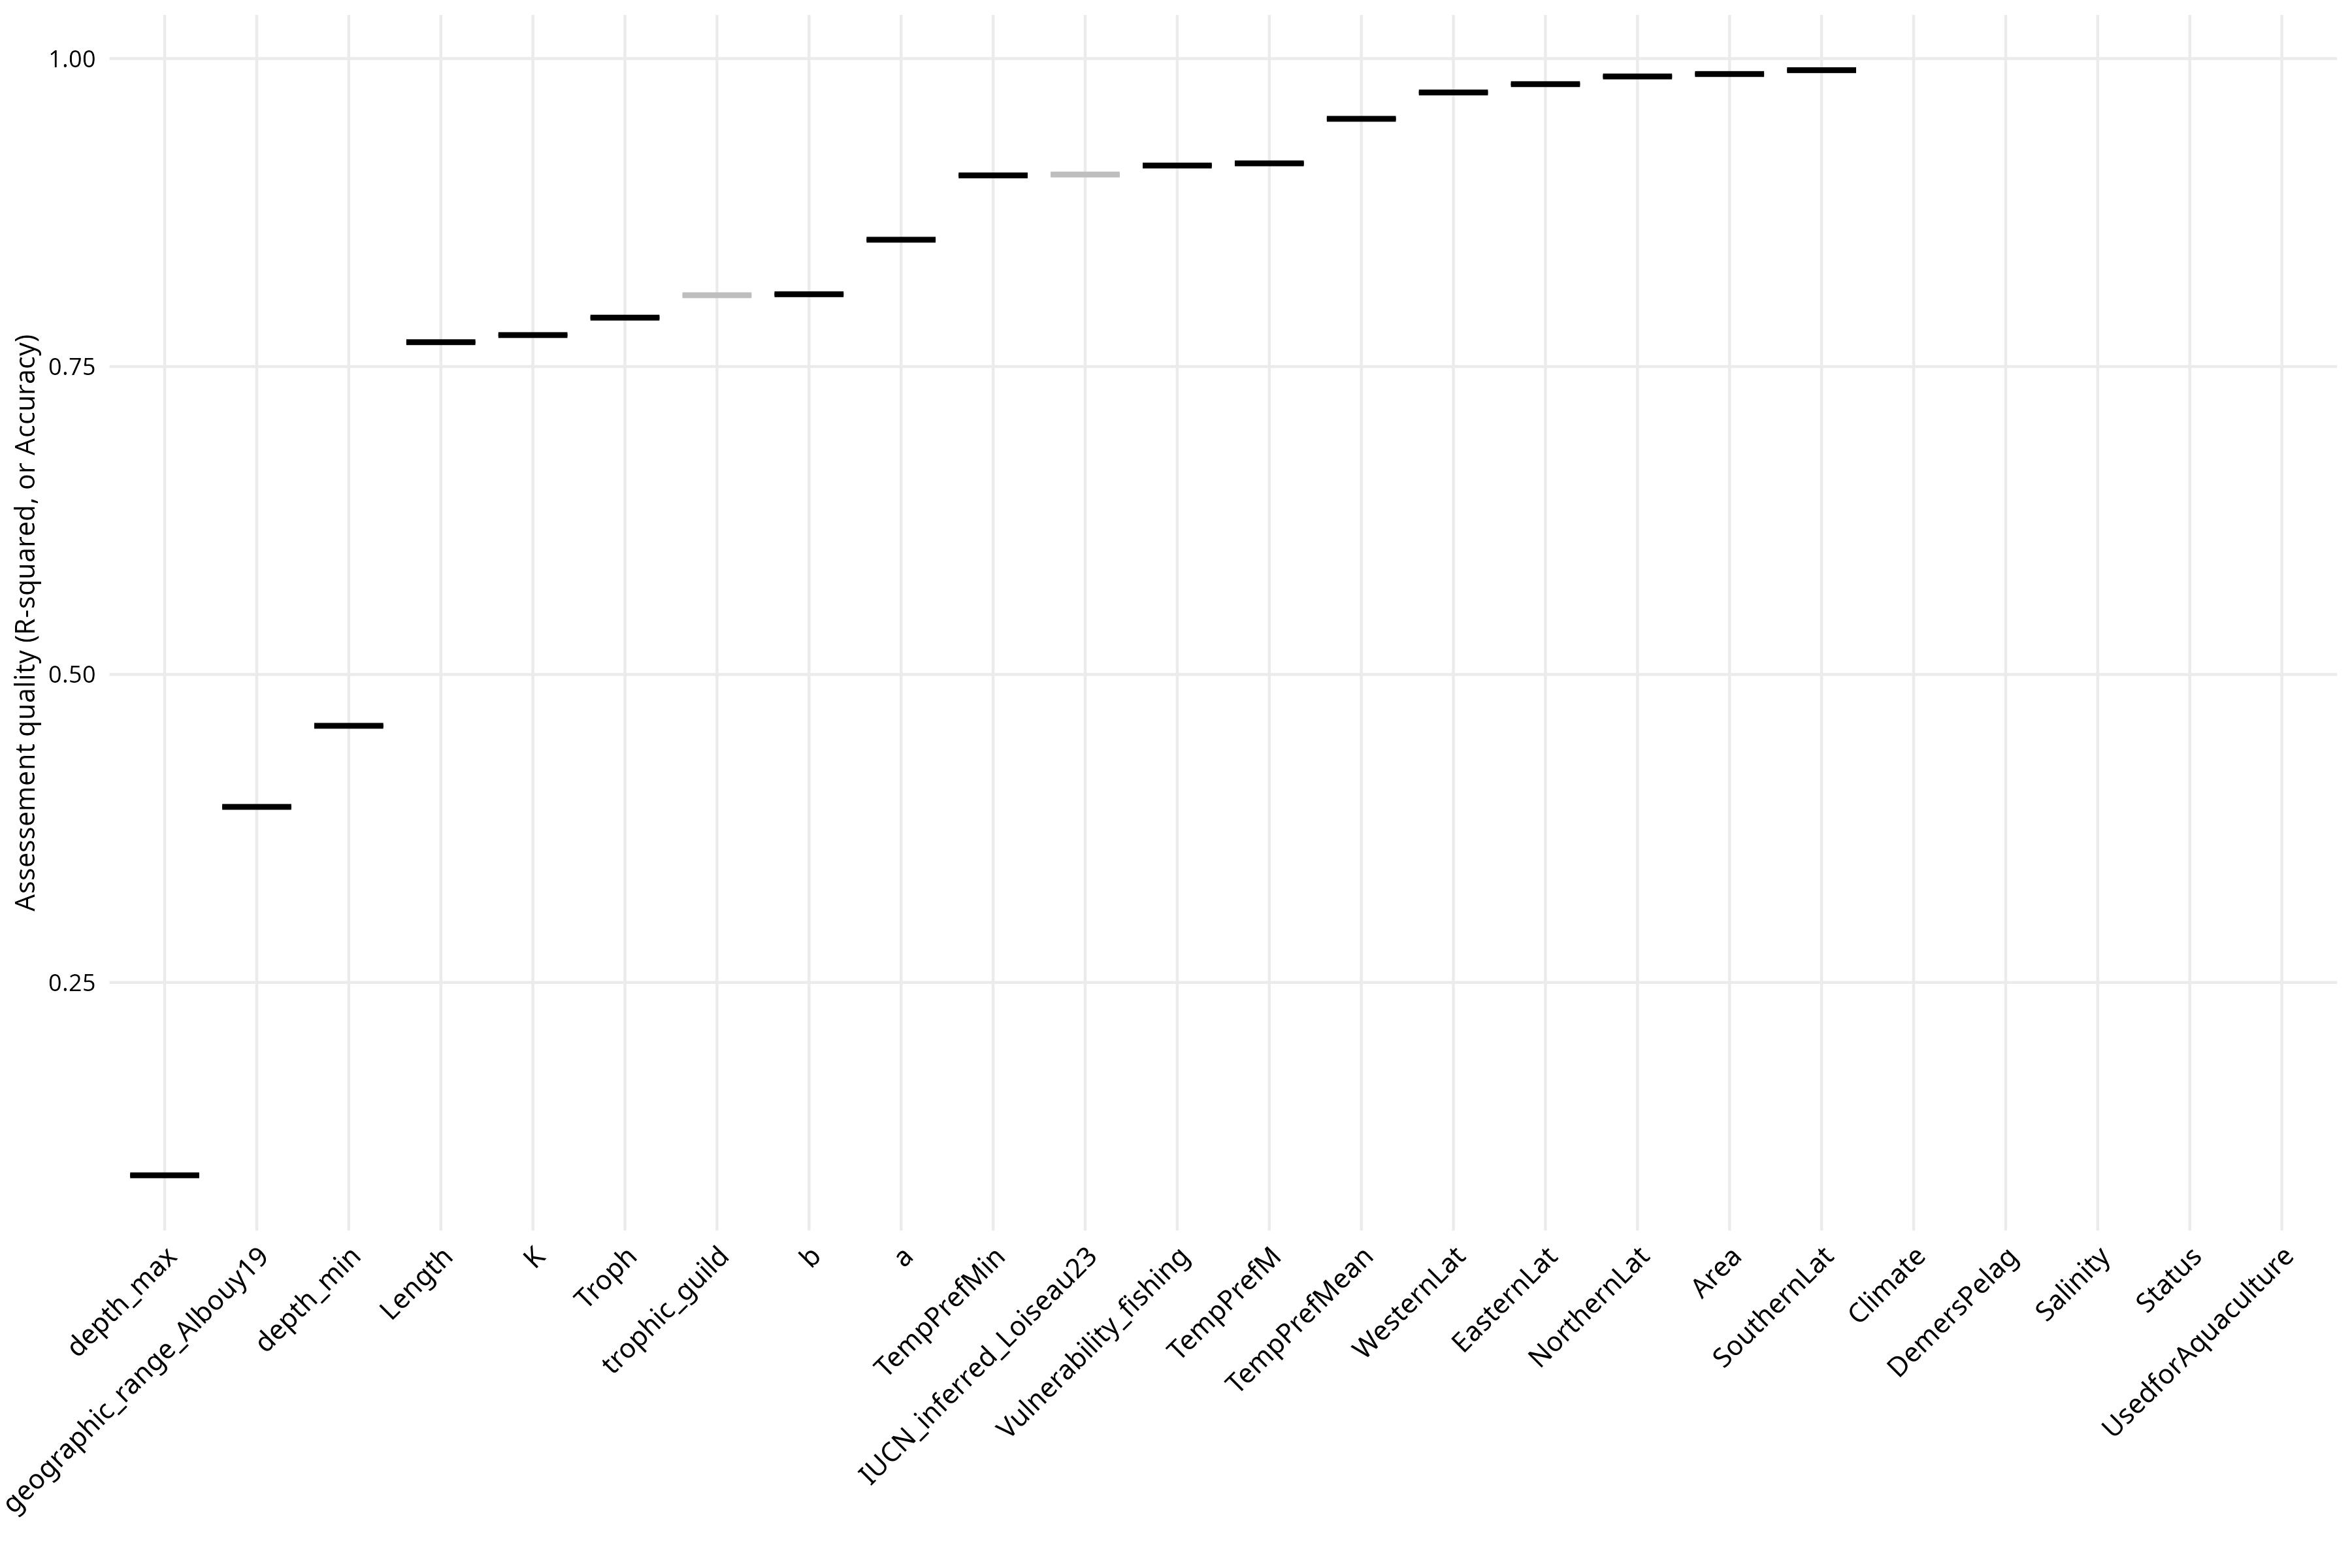 Assessement quality (R-squared, or Accuracy)
1.00
0.75
0.50
0.25
depth_max
geographic_range_Albouy19
depth_min
Length
K
Troph
trophic_guild
b
a
TempPrefMin
IUCN_inferred_Loiseau23
Vulnerability_fishing
TempPrefM
TempPrefMean
WesternLat
EasternLat
NorthernLat
Area
SouthernLat
Climate
DemersPelag
Salinity
Status
UsedforAquaculture